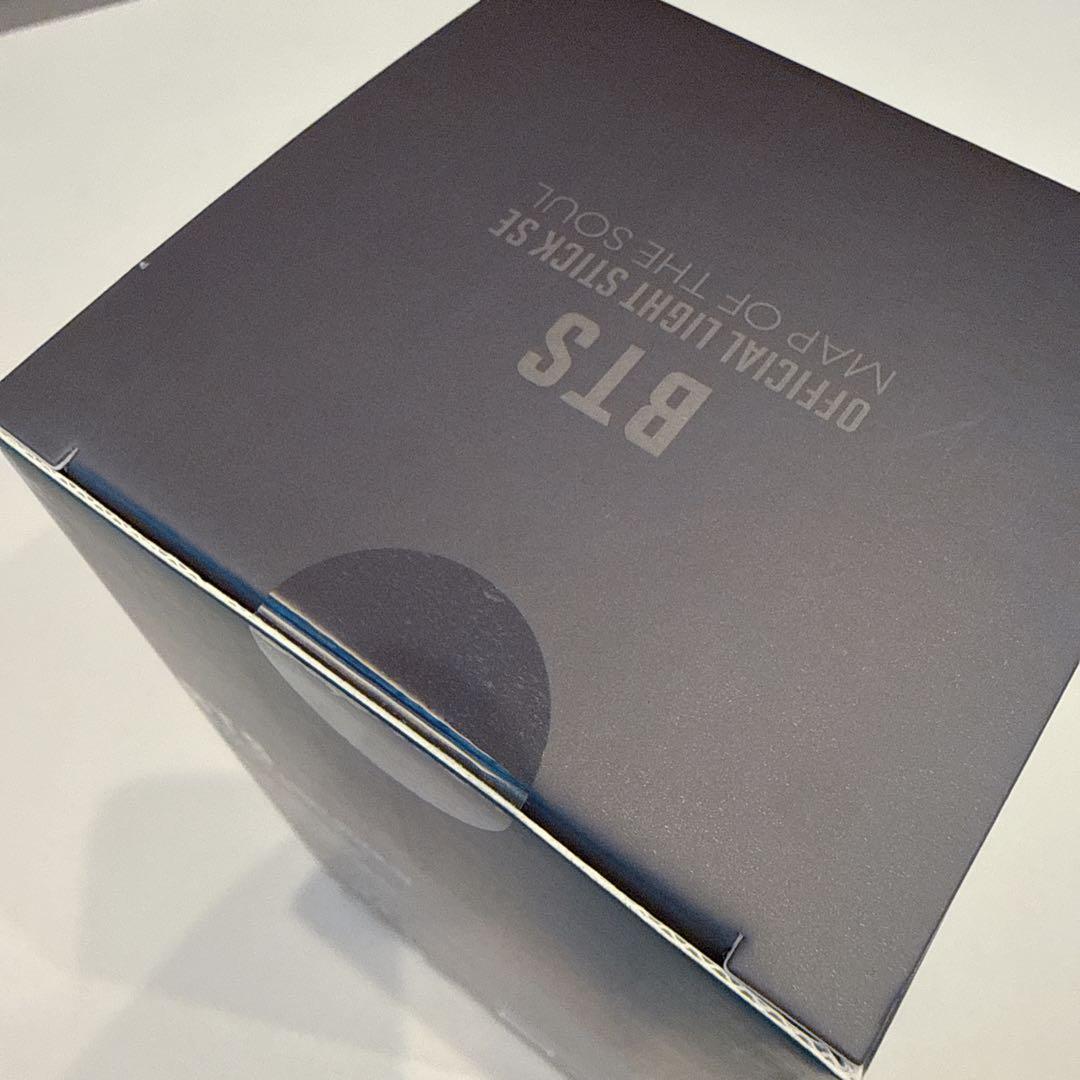 BTS
OFFICIAL LIGHT STICK SE
MAP OF THE SOUL